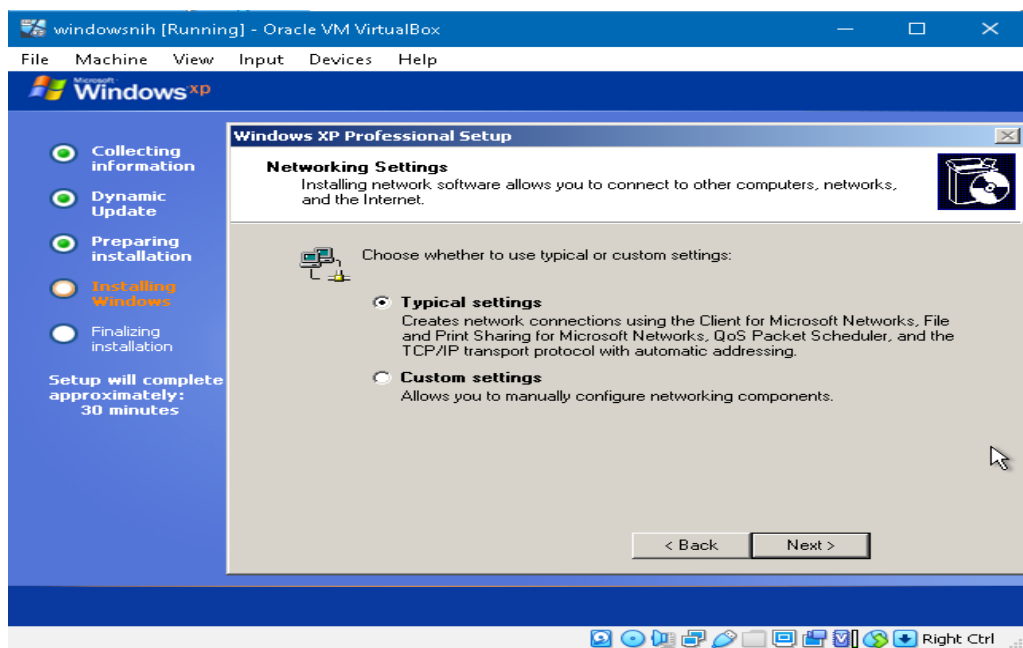 windowsnih [Running] - Oracle VM VirtualBox
File Machine View Input Devices Help
Microsoft
Windows xp
Collecting
information
Dynamic
Update
Preparing
installation
Installing
Windows
Finalizing
installation
Setup will complete
approximately:
30 minutes
Windows XP Professional Setup
Networking Settings
Installing network software allows you to connect to other computers, networks,
and the Internet.
Choose whether to use typical or custom settings:
Typical settings
Creates network connections using the Client for Microsoft Networks, File
and Print Sharing for Microsoft Networks, QoS Packet Scheduler, and the
TCP/IP transport protocol with automatic addressing.
Custom settings
Allows you to manually configure networking components.
< Back
Next >
Right Ctrl